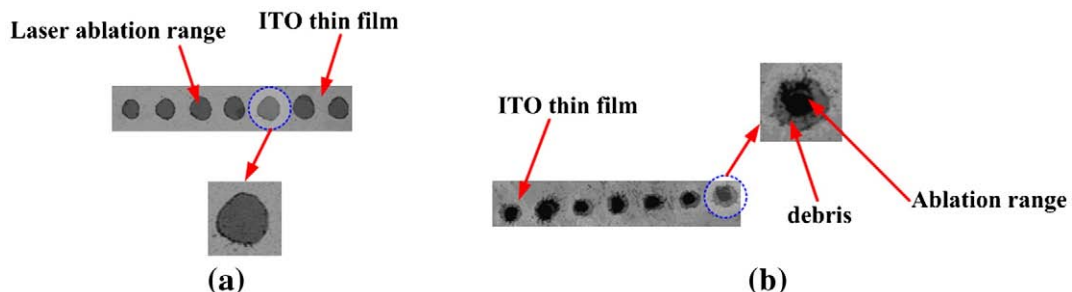 Laser ablation range
ITO thin film
(a)
ITO thin film
debris
Ablation range
(b)